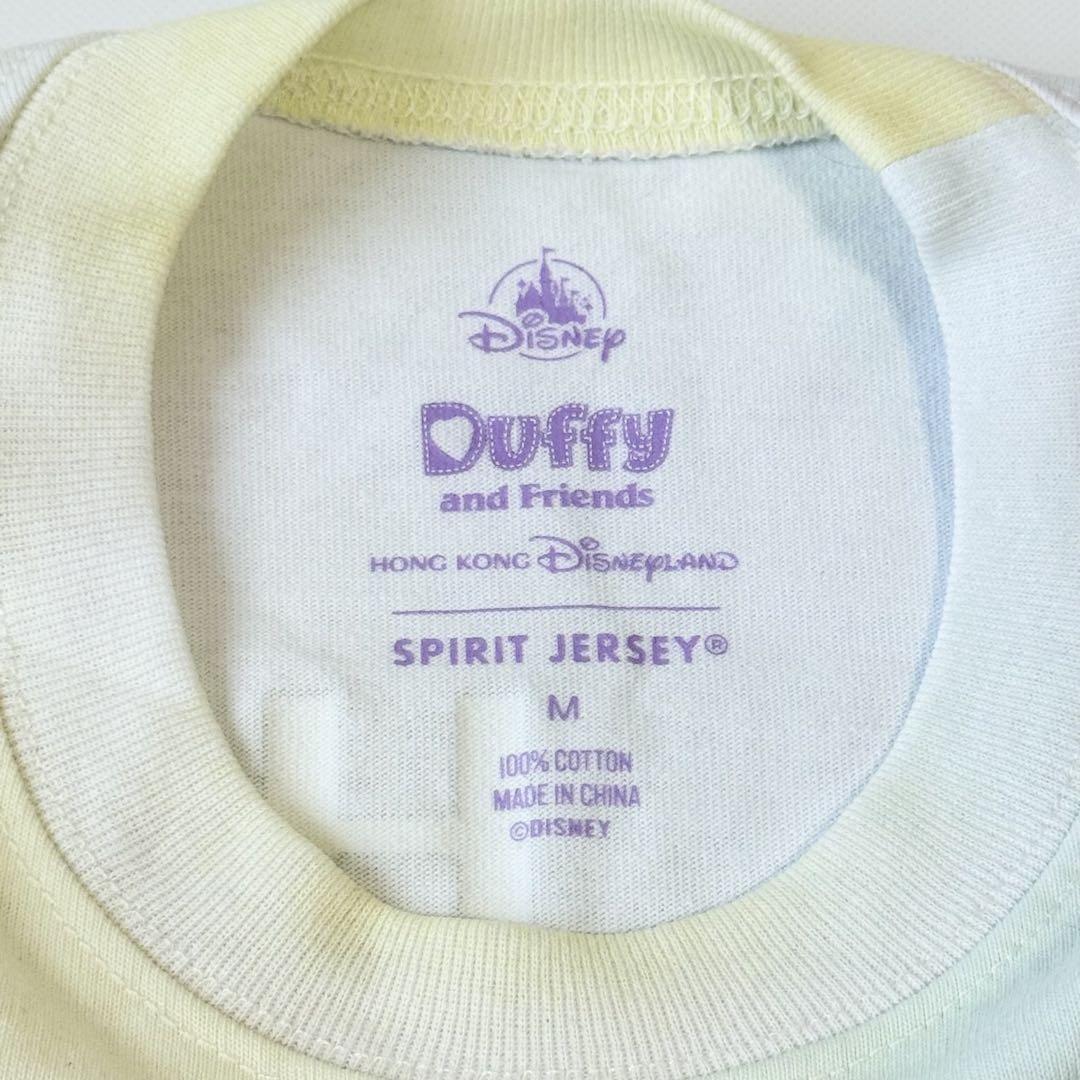 Disney
Duffy
and Friends
HONG KONG DISNEYLAND
SPIRIT JERSEY®
M
100% COTTON
MADE IN CHINA
©DISNEY